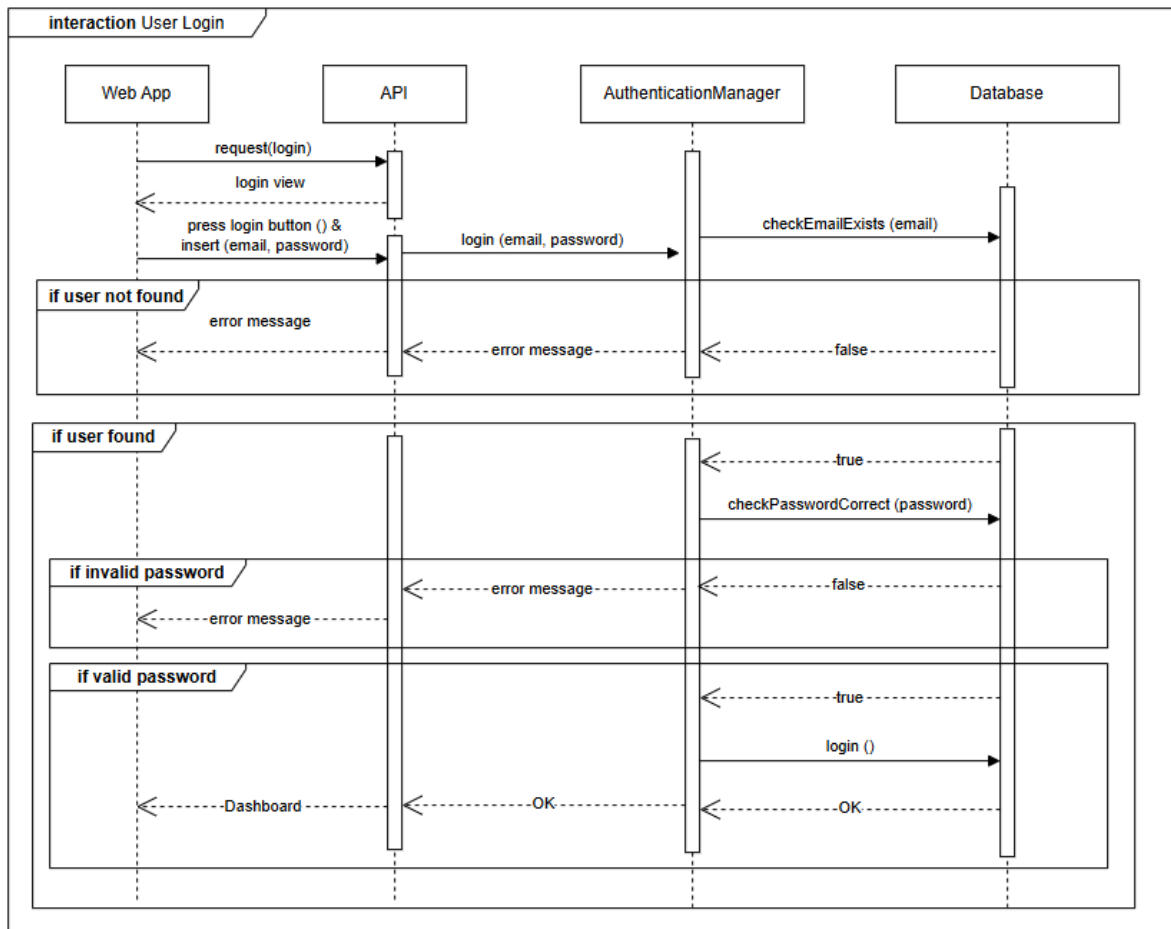 interaction User Login
Web App
API
AuthenticationManager
Database
request(login)
login view
press login button () &
insert (email, password)
login (email, password)
checkEmailExists (email)
if user not found
error message
error message
false
if user found
true
checkPasswordCorrect (password)
if invalid password
false
error message
error message
if valid password
true
login ()
Dashboard
OK
OK